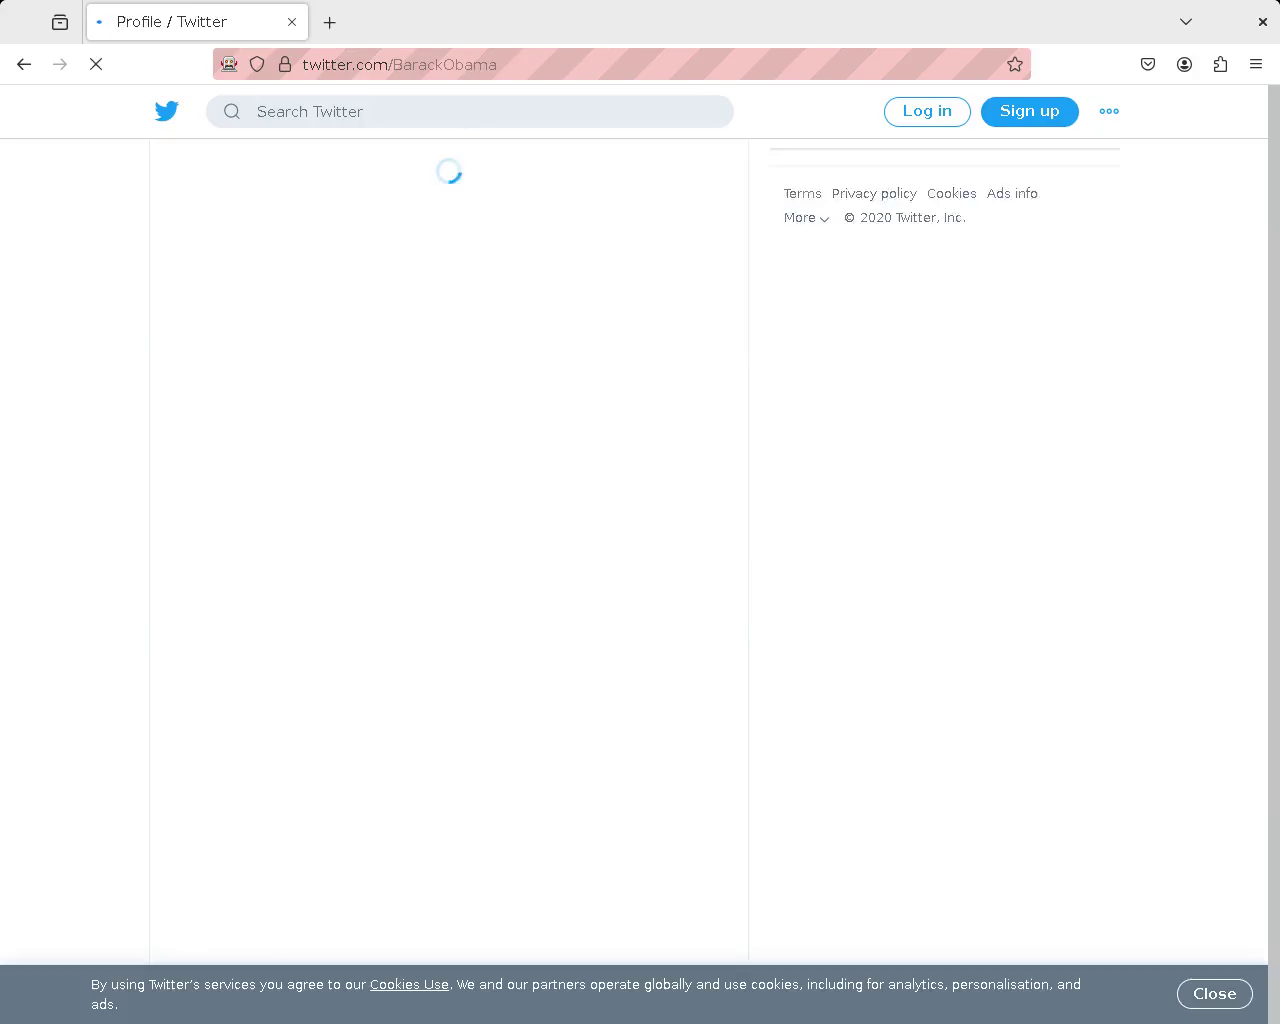 Profile / Twitter
twitter.com/BarackObama
Search Twitter
Log in
Sign up
Terms Privacy policy Cookies Ads info
More © 2020 Twitter, Inc.
By using Twitter's services you agree to our Cookies Use. We and our partners operate globally and use cookies, including for analytics, personalisation, and
ads.
Close